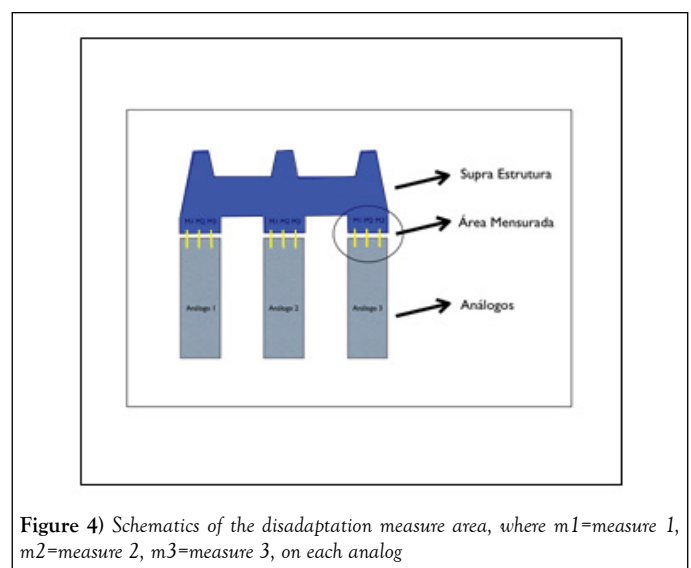 Supra Estrutura
M1 M2 M3 M1 M2 M3 M1 M2 M3
Área Mensurada
Análogo 1 Análogo 2 Análogo 3
Análogos
Figure 4) Schematics of the disadaptation measure area, where m1=measure 1,
m2=measure 2, m3=measure 3, on each analog